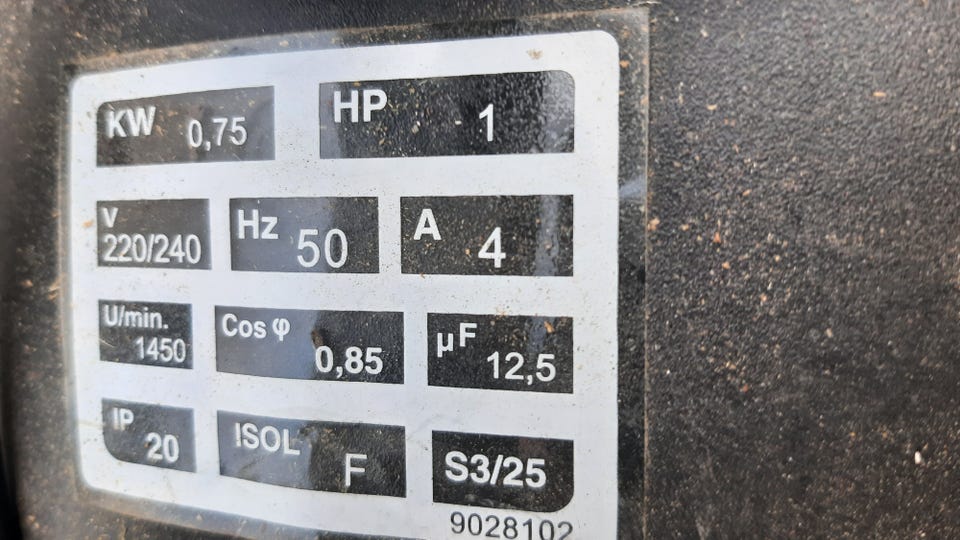 KW 0,75 HP 1
V 220/240 Hz 50 A 4
U/min. 1450 Cos φ 0,85 µF 12,5
IP 20 ISOL F S3/25
9028102